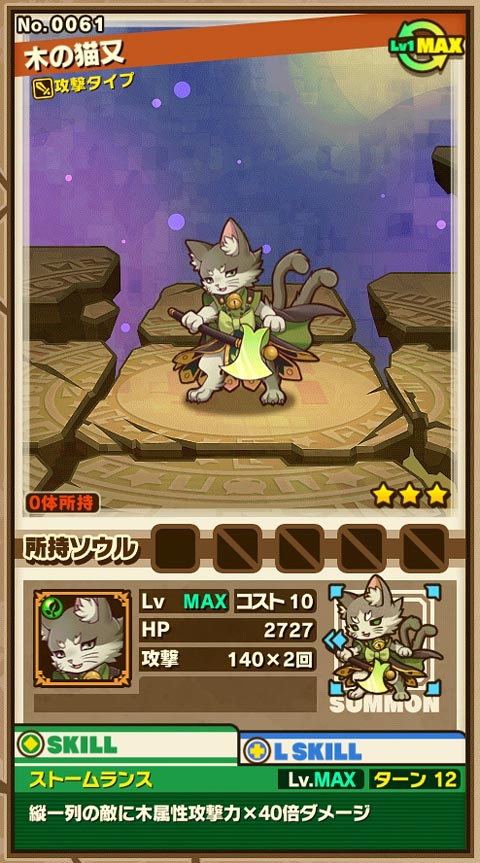 No.0061
木の猫又
Lv1 MAX
攻撃タイプ
0体所持
所持ソウル
Lv MAX コスト 10
HP 2727
攻撃 140×2回
SUMMON
SKILL
L SKILL
ストームランス Lv.MAX ターン 12
縦一列の敵に木属性攻撃力×40倍ダメージ